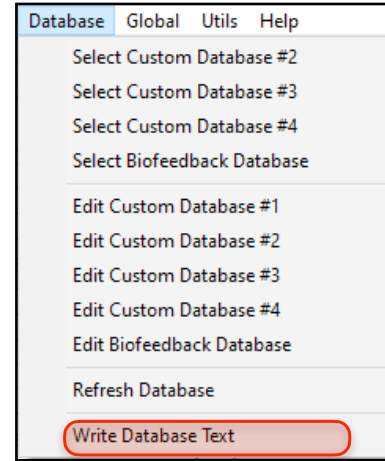 Database Global Utils Help
Select Custom Database #2
Select Custom Database #3
Select Custom Database #4
Select Biofeedback Database
Edit Custom Database #1
Edit Custom Database #2
Edit Custom Database #3
Edit Custom Database #4
Edit Biofeedback Database
Refresh Database
Write Database Text